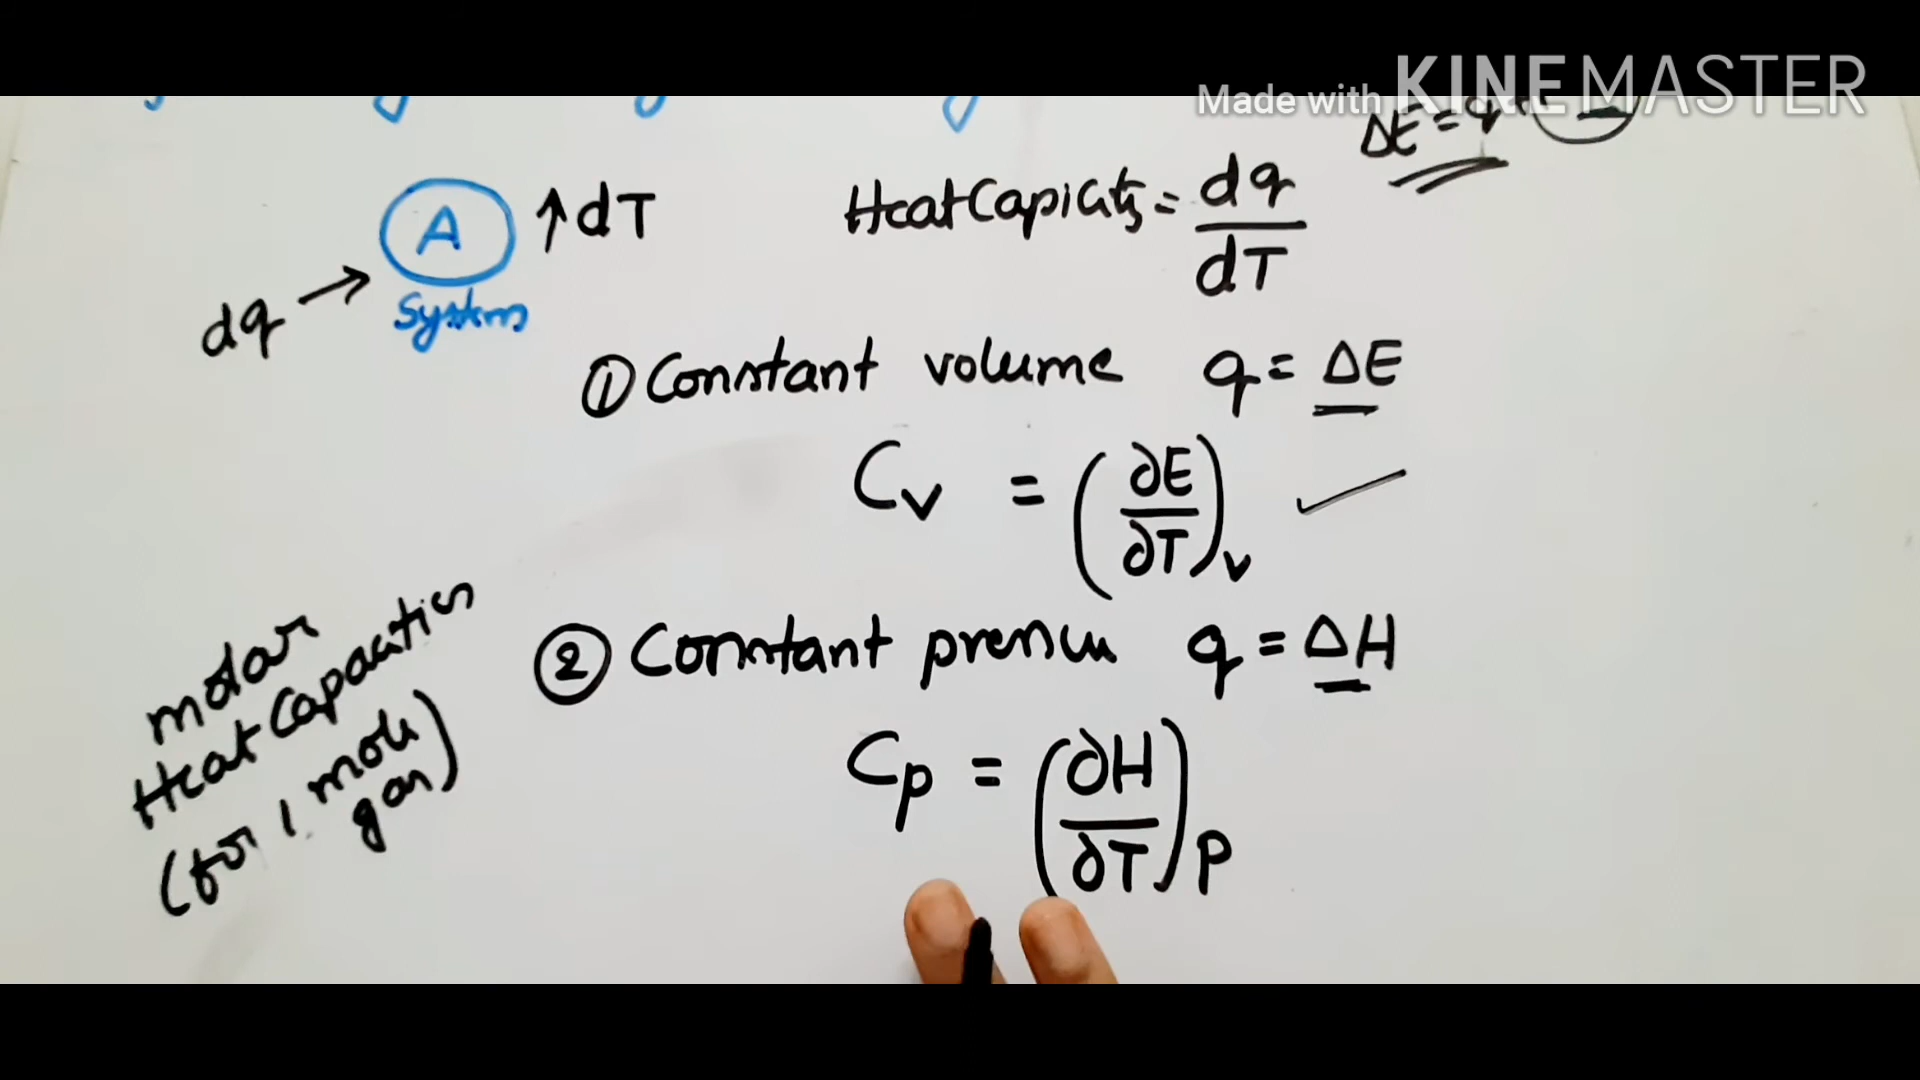 Made with KINEMASTER
ΔE = q
A
System
↑dT
dq →
Heat Capicity = dq/dT
① Constant volume q = ΔE
Cv = (∂E/∂T)v ✓
② Constant pressure q = ΔH
Cp = (∂H/∂T)P
molar
Heat Capacities
(for 1 mole
gas)